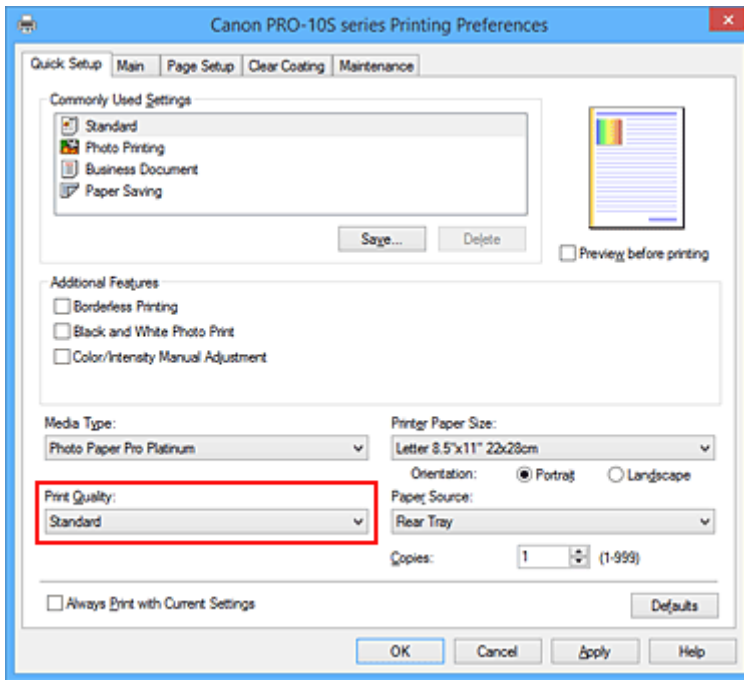 Canon PRO-10S series Printing Preferences
Quick Setup Main Page Setup Clear Coating Maintenance
Commonly Used Settings
Standard
Photo Printing
Business Document
Paper Saving
Save... Delete
Preview before printing
Additional Features
Borderless Printing
Black and White Photo Print
Color/Intensity Manual Adjustment
Media Type: Printer Paper Size:
Photo Paper Pro Platinum Letter 8.5"x11" 22x28cm
Orientation: Portrait Landscape
Print Quality: Paper Source:
Standard Rear Tray
Copies: 1 (1-999)
Always Print with Current Settings Defaults
OK Cancel Apply Help